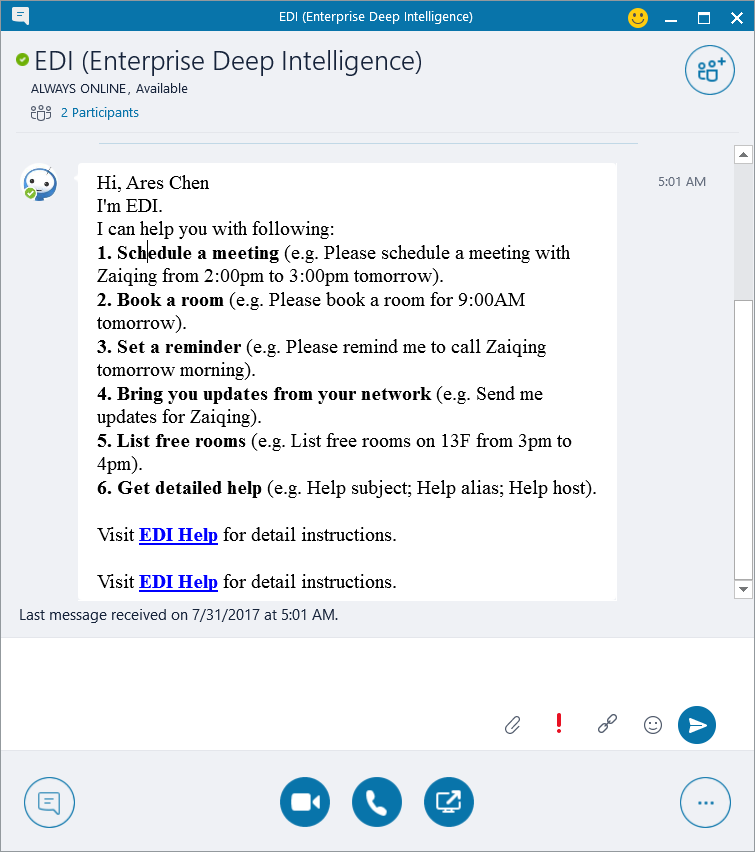 EDI (Enterprise Deep Intelligence)
EDI (Enterprise Deep Intelligence)
ALWAYS ONLINE, Available
2 Participants
Hi, Ares Chen
5:01 AM
I'm EDI.
I can help you with following:
1. Schedule a meeting (e.g. Please schedule a meeting with
Zaiqing from 2:00pm to 3:00pm tomorrow).
2. Book a room (e.g. Please book a room for 9:00AM
tomorrow).
3. Set a reminder (e.g. Please remind me to call Zaiqing
tomorrow morning).
4. Bring you updates from your network (e.g. Send me
updates for Zaiqing).
5. List free rooms (e.g. List free rooms on 13F from 3pm to
4pm).
6. Get detailed help (e.g. Help subject; Help alias; Help host).
Visit EDI Help for detail instructions.
Visit EDI Help for detail instructions.
Last message received on 7/31/2017 at 5:01 AM.